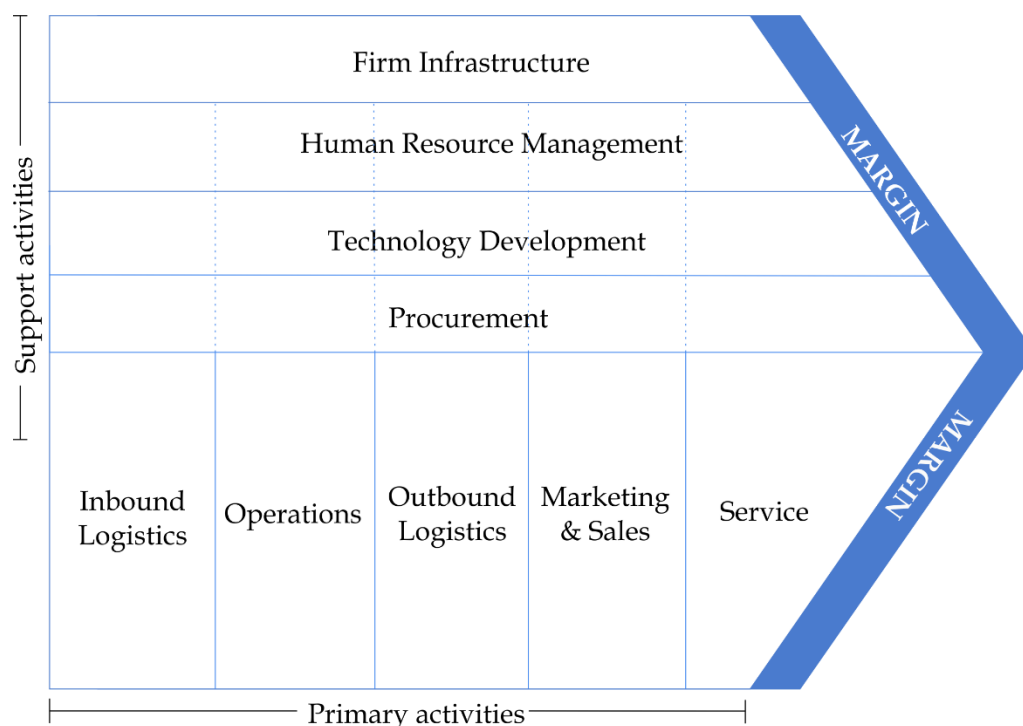 Support activities
Firm Infrastructure
Human Resource Management
Technology Development
Procurement
MARGIN
Inbound
Logistics
Operations
Outbound
Logistics
Marketing
& Sales
Service
MARGIN
Primary activities